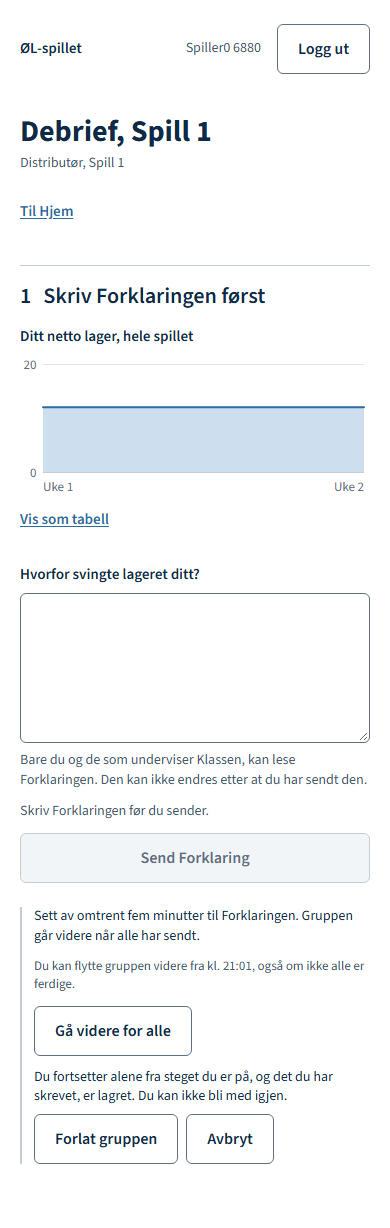 ØL-spillet
Spiller0 6880
Logg ut
Debrief, Spill 1
Distributør, Spill 1
Til Hjem
1 Skriv Forklaringen først
Ditt netto lager, hele spillet
20
0
Uke 1
Uke 2
Vis som tabell
Hvorfor svingte lageret ditt?
Bare du og de som underviser Klassen, kan lese
Forklaringen. Den kan ikke endres etter at du har sendt den.
Skriv Forklaringen før du sender.
Send Forklaring
Sett av omtrent fem minutter til Forklaringen. Gruppen
går videre når alle har sendt.
Du kan flytte gruppen videre fra kl. 21:01, også om ikke alle er
ferdige.
Gå videre for alle
Du fortsetter alene fra steget du er på, og det du har
skrevet, er lagret. Du kan ikke bli med igjen.
Forlat gruppen
Avbryt